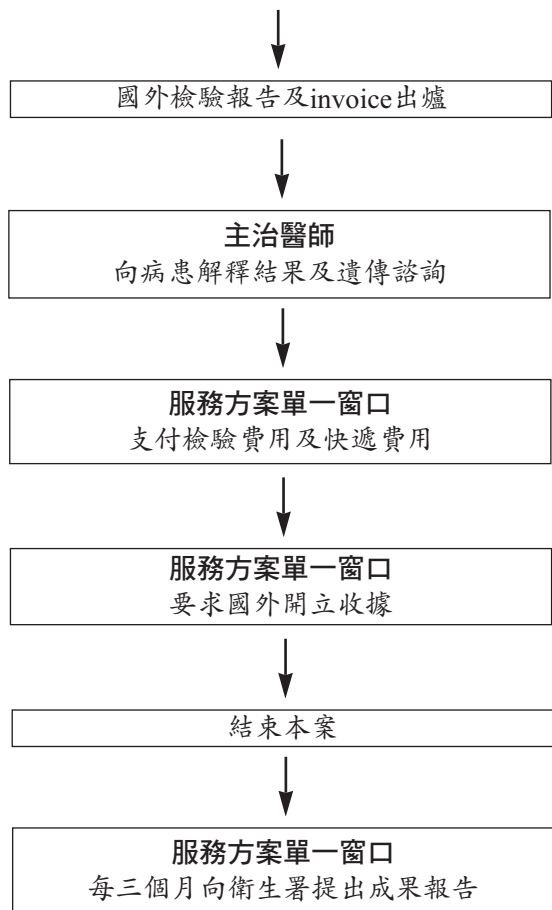 國外檢驗報告及invoice出爐
主治醫師
向病患解釋結果及遺傳諮詢
服務方案單一窗口
支付檢驗費用及快遞費用
服務方案單一窗口
要求國外開立收據
結束本案
服務方案單一窗口
每三個月向衛生署提出成果報告